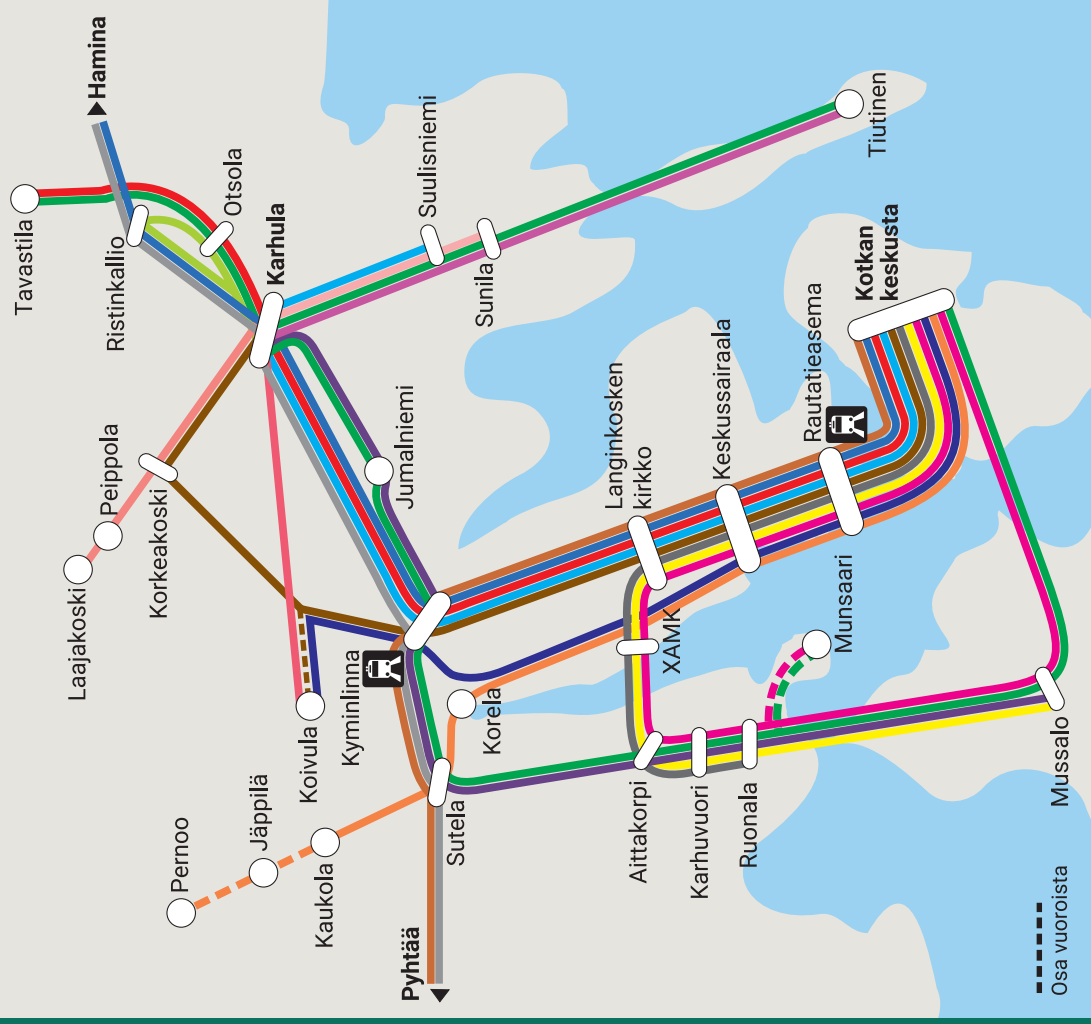 Hamina
Tavastila
Otsola
Ristinkallio
Karhula
Suulisniemi
Sunila
Tiutinen
Laajakoski
Peippola
Korkeakoski
Jumalniemi
Kotkan
keskusta
Rautatieasema
Keskussairaala
Langinkosken
kirkko
XAMK
Munsaari
Koivula
Kyminlinna
Korela
Pernoo
Jäppilä
Kaukola
Sutela
Pyhtää
Aittakorpi
Karhuvuori
Ruonala
Mussalo
Osa vuoroista